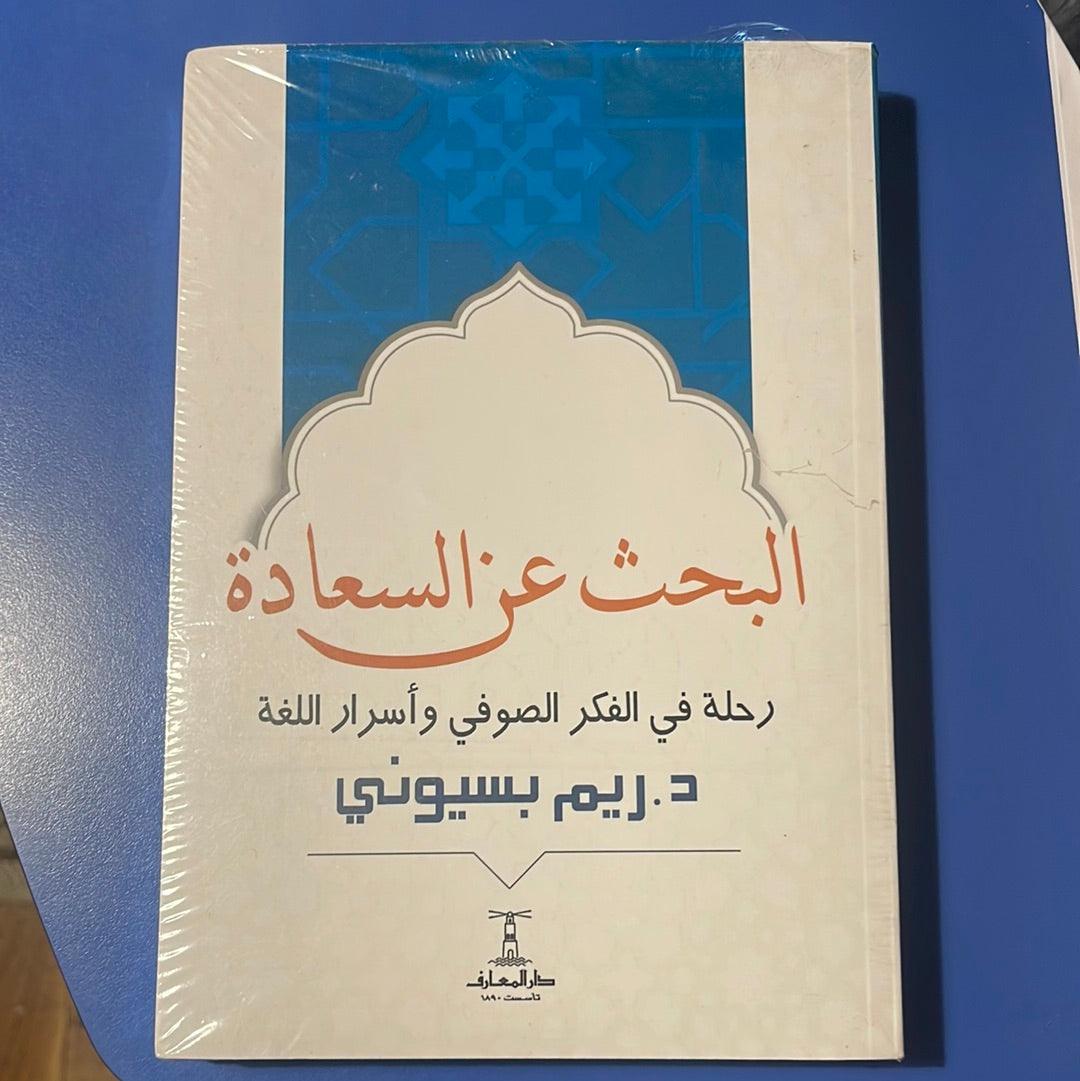 البحث عن السعادة
رحلة في الفكر الصوفي وأسرار اللغة
د. ريم بسيوني
دار المعارف
تأسست ١٨٩٠